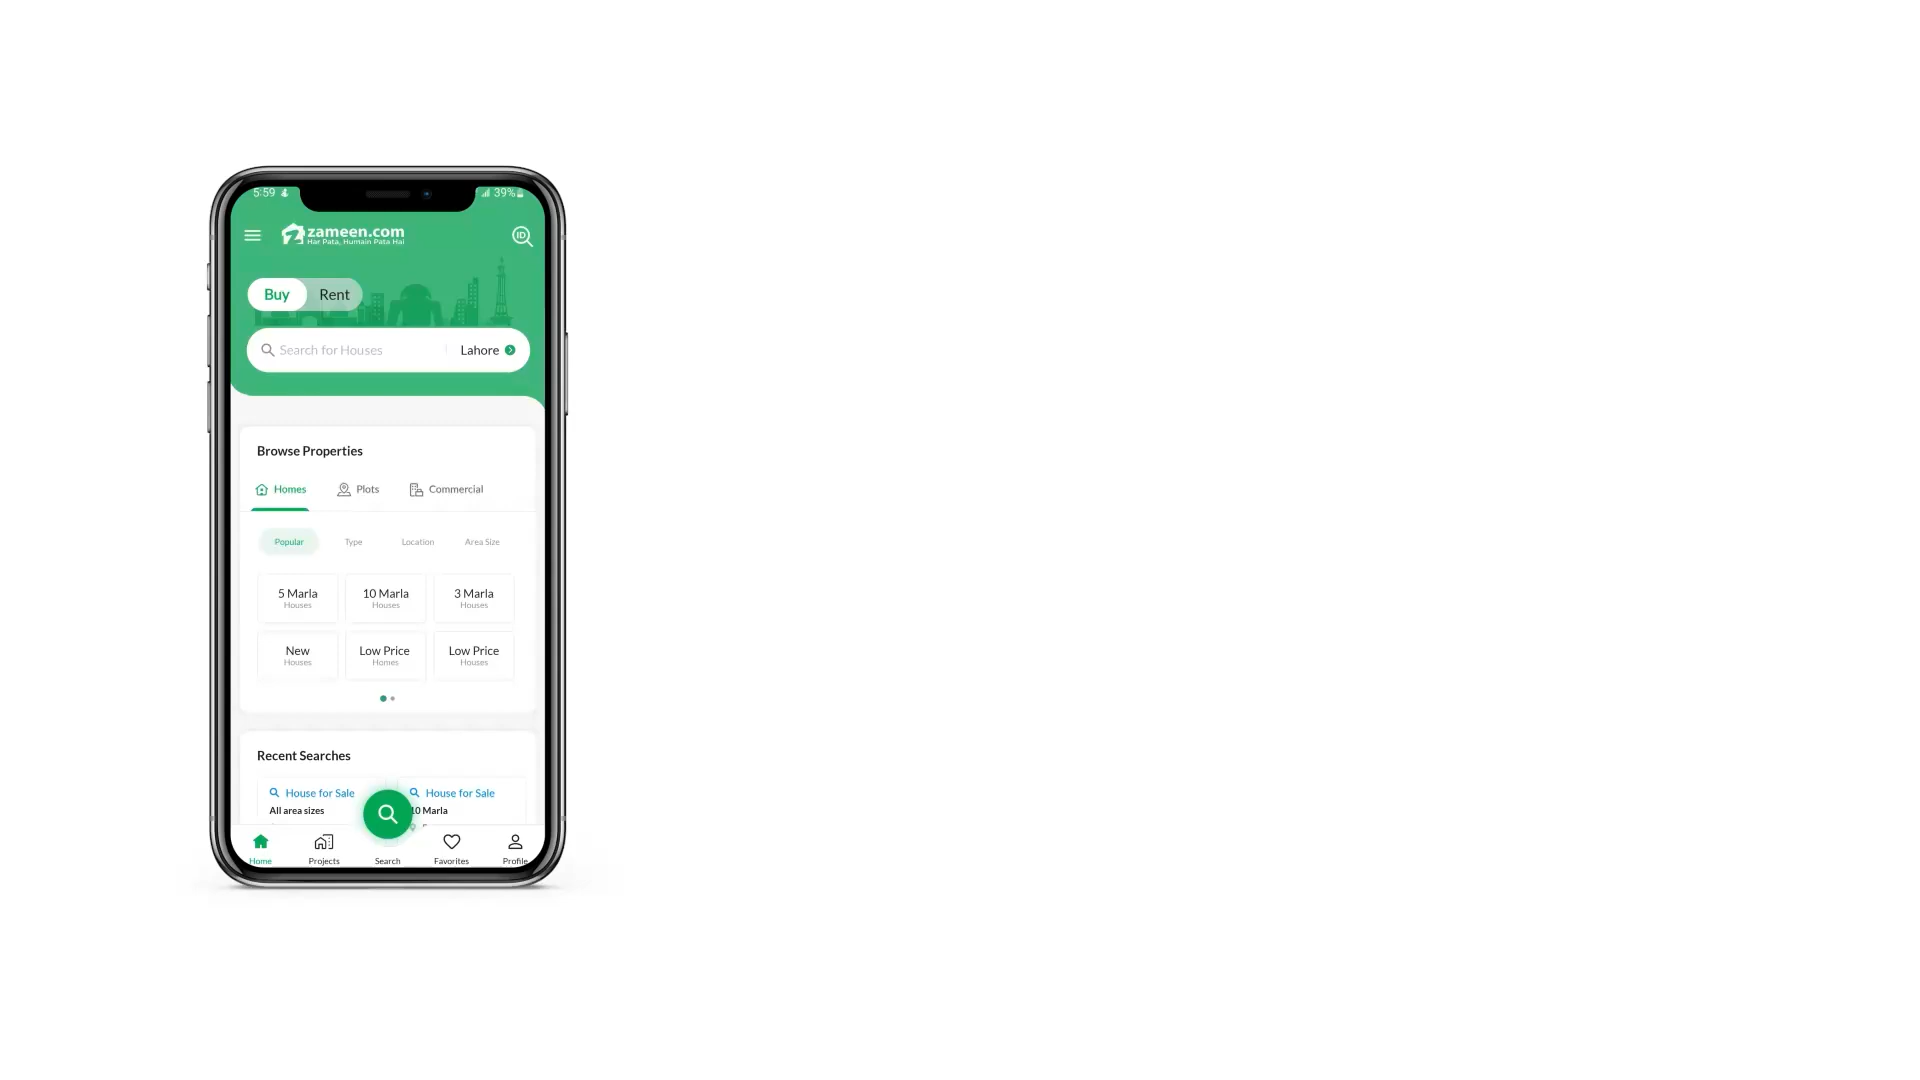 5:59 39%
zameen.com
Har Pata, Humain Pata Hai
ID
Buy Rent
Search for Houses Lahore
Browse Properties
Homes Plots Commercial
Popular Type Location Area Size
5 Marla 10 Marla 3 Marla
Houses Houses Houses
New Low Price Low Price
Houses Homes Houses
Recent Searches
House for Sale House for Sale
All area sizes 10 Marla
Home Projects Search Favorites Profile